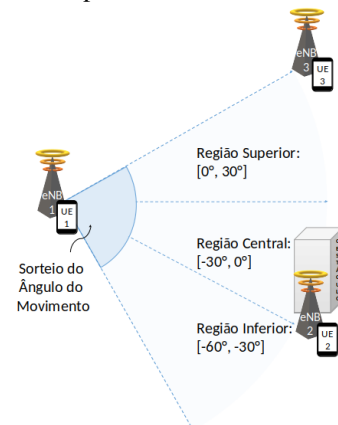 eNB
3
UE
3
Região Superior:
[0°, 30°]
eNB
1
UE
1
Região Central:
[-30°, 0°]
Sorteio do
Ângulo do
Movimento
Região Inferior:
[-60°, -30°]
eNB
2
UE
2